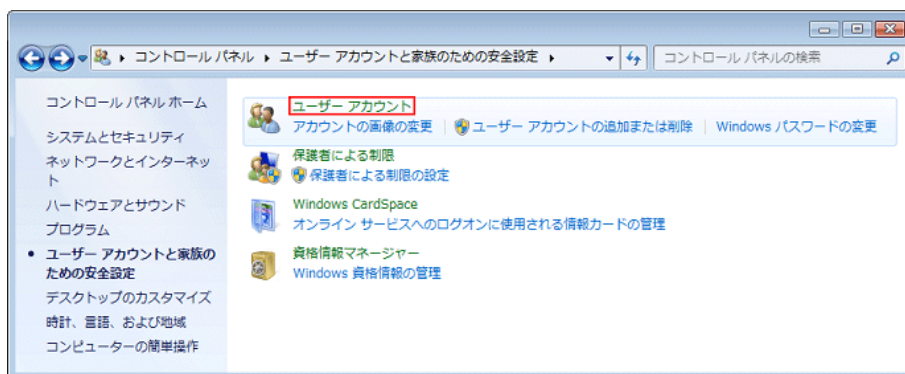 コントロール パネル ユーザー アカウントと家族のための安全設定 コントロール パネルの検索
コントロール パネル ホーム
システムとセキュリティ
ネットワークとインターネッ
ト
ハードウェアとサウンド
プログラム
ユーザー アカウントと家族の
ための安全設定
デスクトップのカスタマイズ
時計、言語、および地域
コンピューターの簡単操作
ユーザー アカウント
アカウントの画像の変更 ユーザー アカウントの追加または削除 Windows パスワードの変更
保護者による制限
保護者による制限の設定
Windows CardSpace
オンライン サービスへのログオンに使用される情報カードの管理
資格情報マネージャー
Windows 資格情報の管理